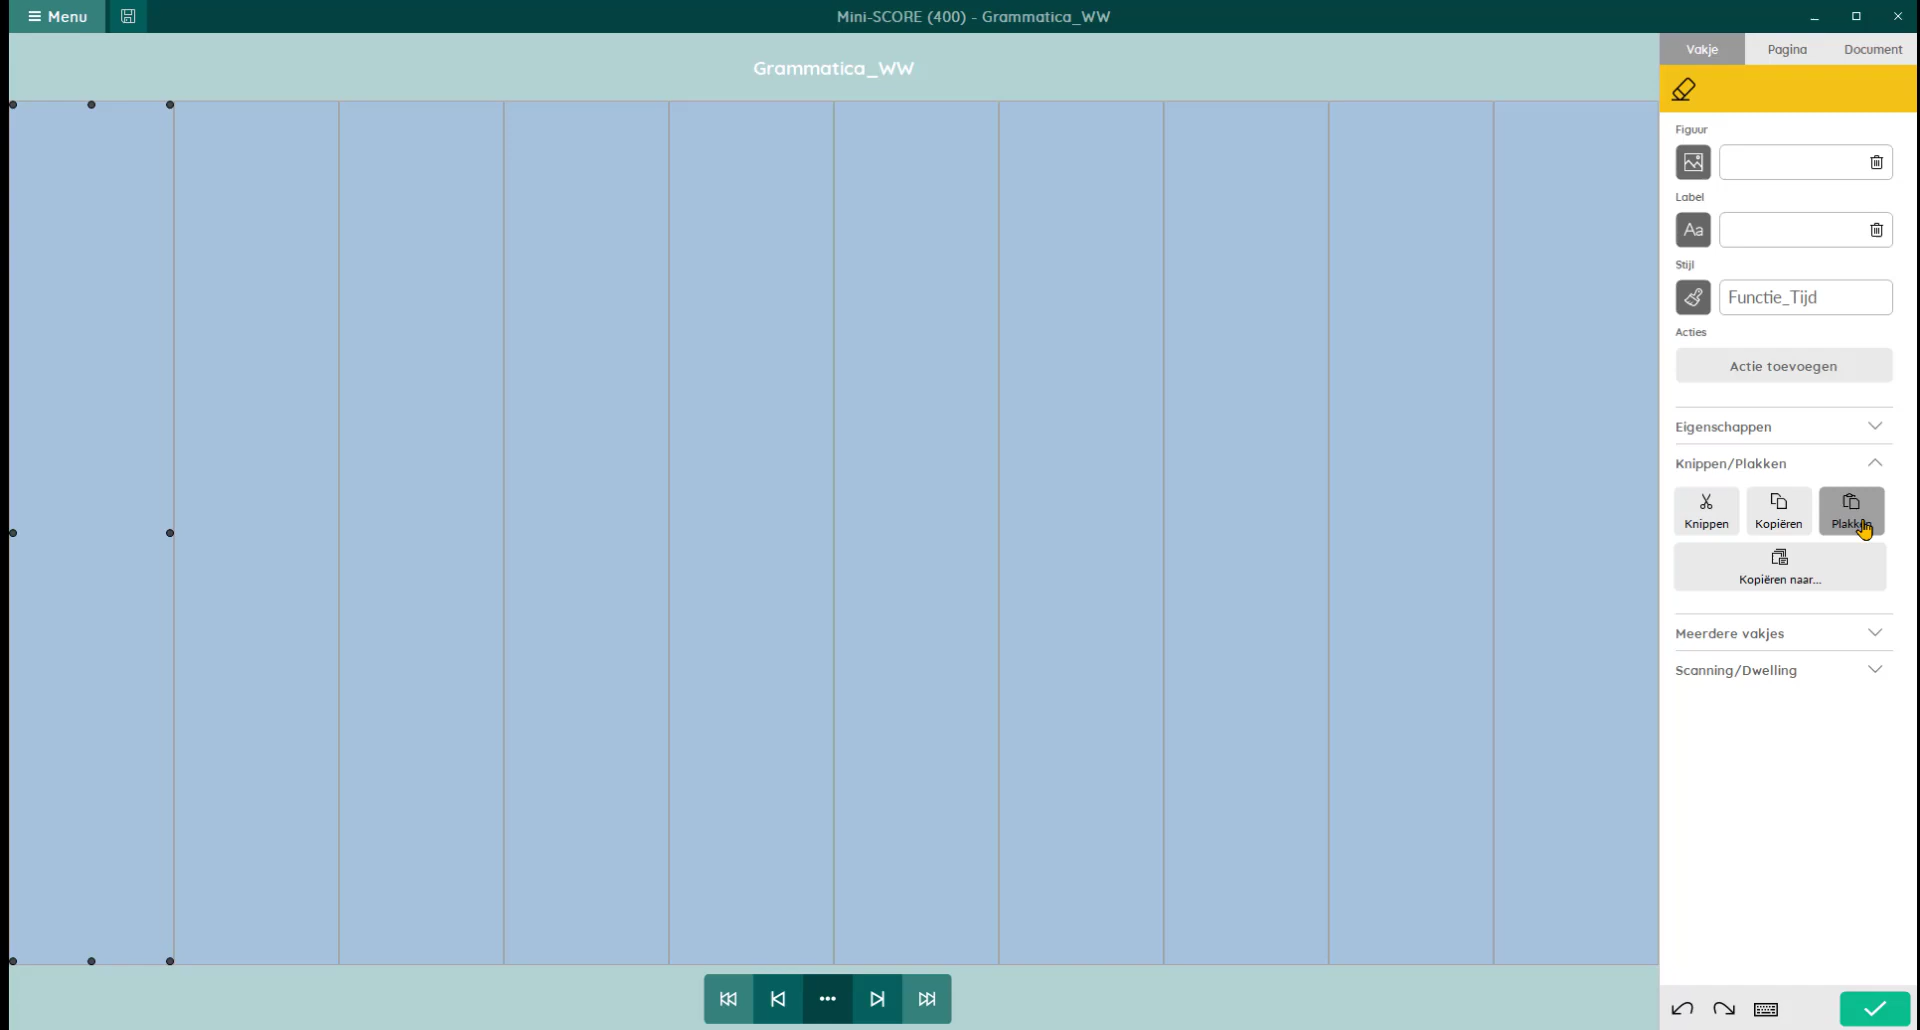 Menu
Mini-SCORE (400) - Grammatica_WW
Grammatica_WW
Vakje Pagina Document
Figuur
Label
Aa
Stijl
Functie_Tijd
Acties
Actie toevoegen
Eigenschappen
Knippen/Plakken
Knippen Kopiëren
Kopiëren naar...
Meerdere vakjes
Scanning/Dwelling